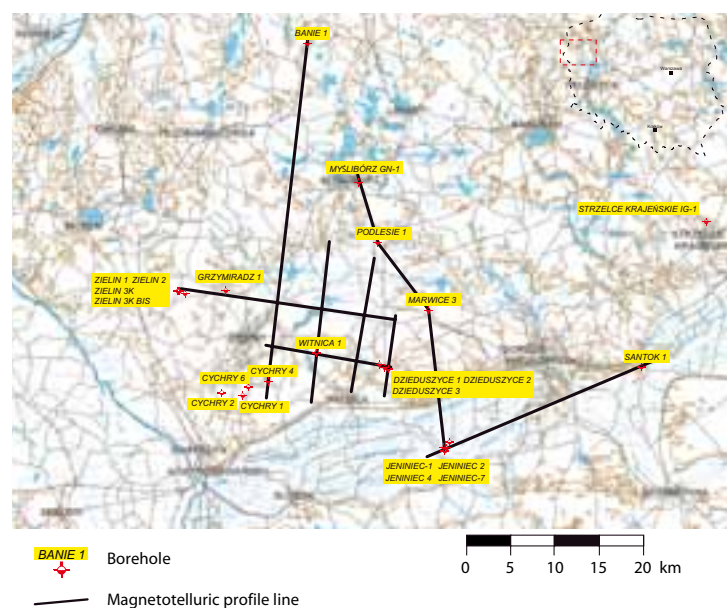 BANIE 1
Warszawa
MYŚLIBÓRZ GN-1
STRZELCE KRAJEŃSKIE IG-1
PODLESIE 1
ZIELIN 1 ZIELIN 2
ZIELIN 3K
ZIELIN 3K BIS
GRZYMIRADZ 1
MARWICE 3
WITNICA 1
SANTOK 1
CYCHRY 4
CYCHRY 6
DZIEDUSZYCE 1 DZIEDUSZYCE 2
DZIEDUSZYCE 3
CYCHRY 2
CYCHRY 1
JENINIEC-1 JENINIEC 2
JENINIEC 4 JENINIEC-7
BANIE 1
Borehole
0 5 10 15 20 km
Magnetotelluric profile line